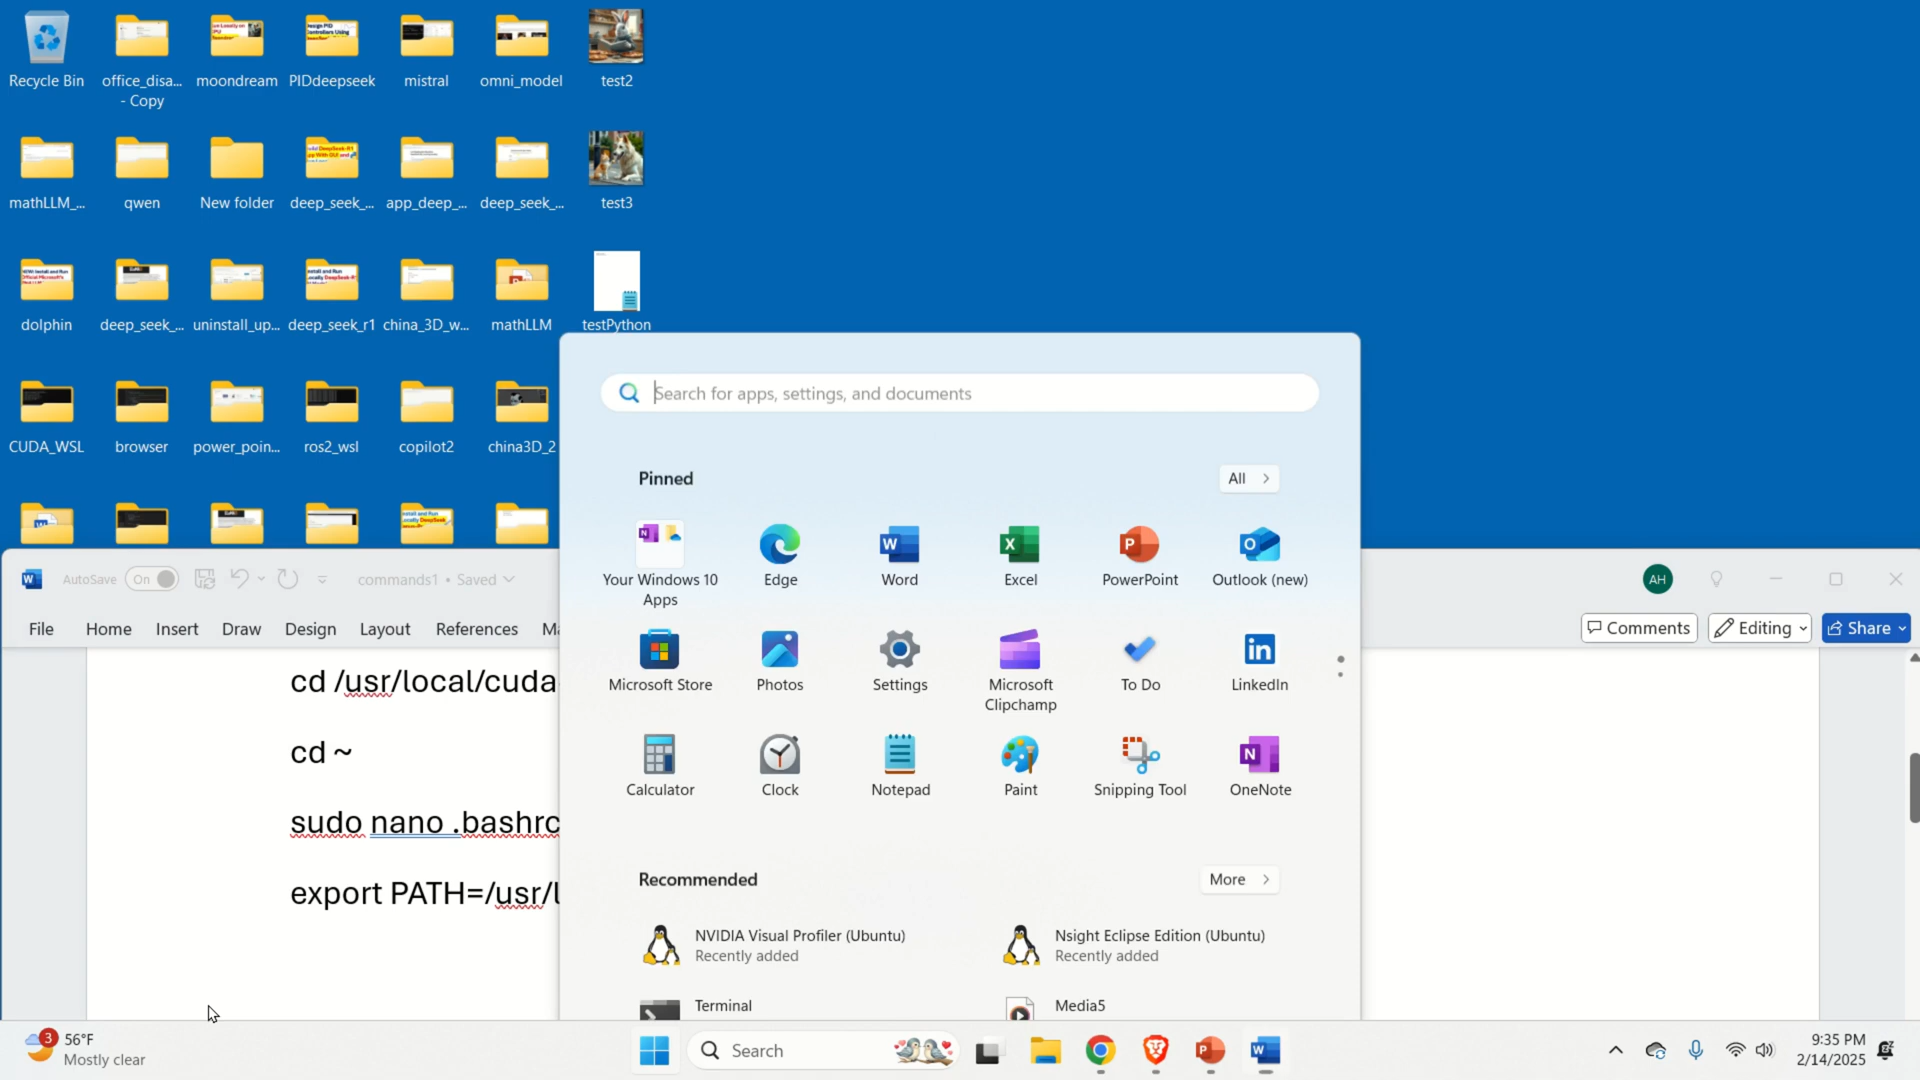 Recycle Bin
office_disa...
- Copy
moondream
PIDdeepseek
mistral
omni_model
test2
mathLLM_...
qwen
New folder
deep_seek_...
app_deep_...
deep_seek_...
test3
dolphin
deep_seek_...
uninstall_up...
deep_seek_r1
china_3D_w...
mathLLM
testPython
CUDA_WSL
browser
power_poin...
ros2_wsl
copilot2
china3D_2
Search for apps, settings, and documents
Pinned
All
Your Windows 10
Apps
Edge
Word
Excel
PowerPoint
Outlook (new)
Microsoft Store
Photos
Settings
Microsoft
Clipchamp
To Do
LinkedIn
Calculator
Clock
Notepad
Paint
Snipping Tool
OneNote
Recommended
More
NVIDIA Visual Profiler (Ubuntu)
Recently added
Nsight Eclipse Edition (Ubuntu)
Recently added
Terminal
Media5
AutoSave
On
commands1 • Saved
AH
File
Home
Insert
Draw
Design
Layout
References
Comments
Editing
Share
cd /usr/local/cuda
cd ~
sudo nano .bashrc
export PATH=/usr/l
3
56°F
Mostly clear
Search
9:35 PM
2/14/2025